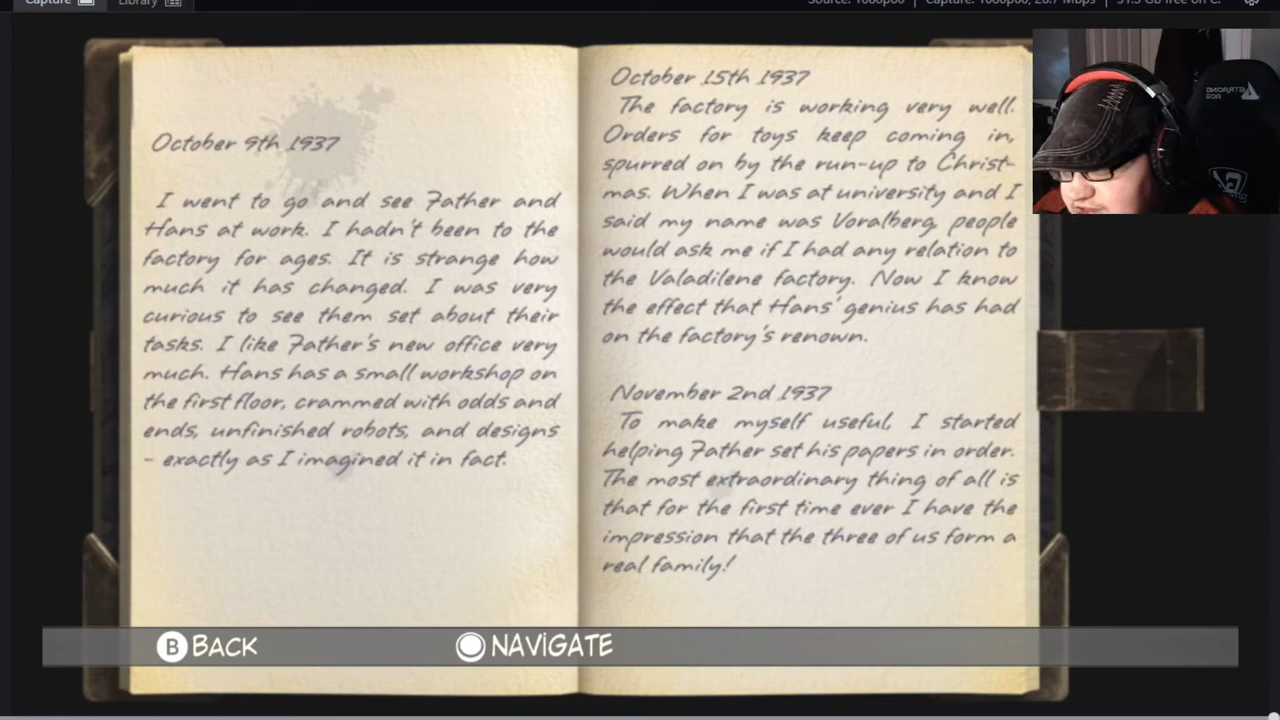 Capture
Library
October 9th 1937
I went to go and see Father and
Hans at work. I hadn't been to the
factory for ages. It is strange how
much it has changed. I was very
curious to see them set about their
tasks. I like Father's new office very
much. Hans has a small workshop on
the first floor, crammed with odds and
ends, unfinished robots, and designs
- exactly as I imagined it in fact.
October 15th 1937
The factory is working very well.
Orders for toys keep coming in,
spurred on by the run-up to Christ-
mas. When I was at university and I
said my name was Voralberg, people
would ask me if I had any relation to
the Valadilene factory. Now I know
the effect that Hans' genius has had
on the factory's renown.
November 2nd 1937
To make myself useful, I started
helping Father set his papers in order.
The most extraordinary thing of all is
that for the first time ever I have the
impression that the three of us form a
real family!
B BACK
NAVIGATE